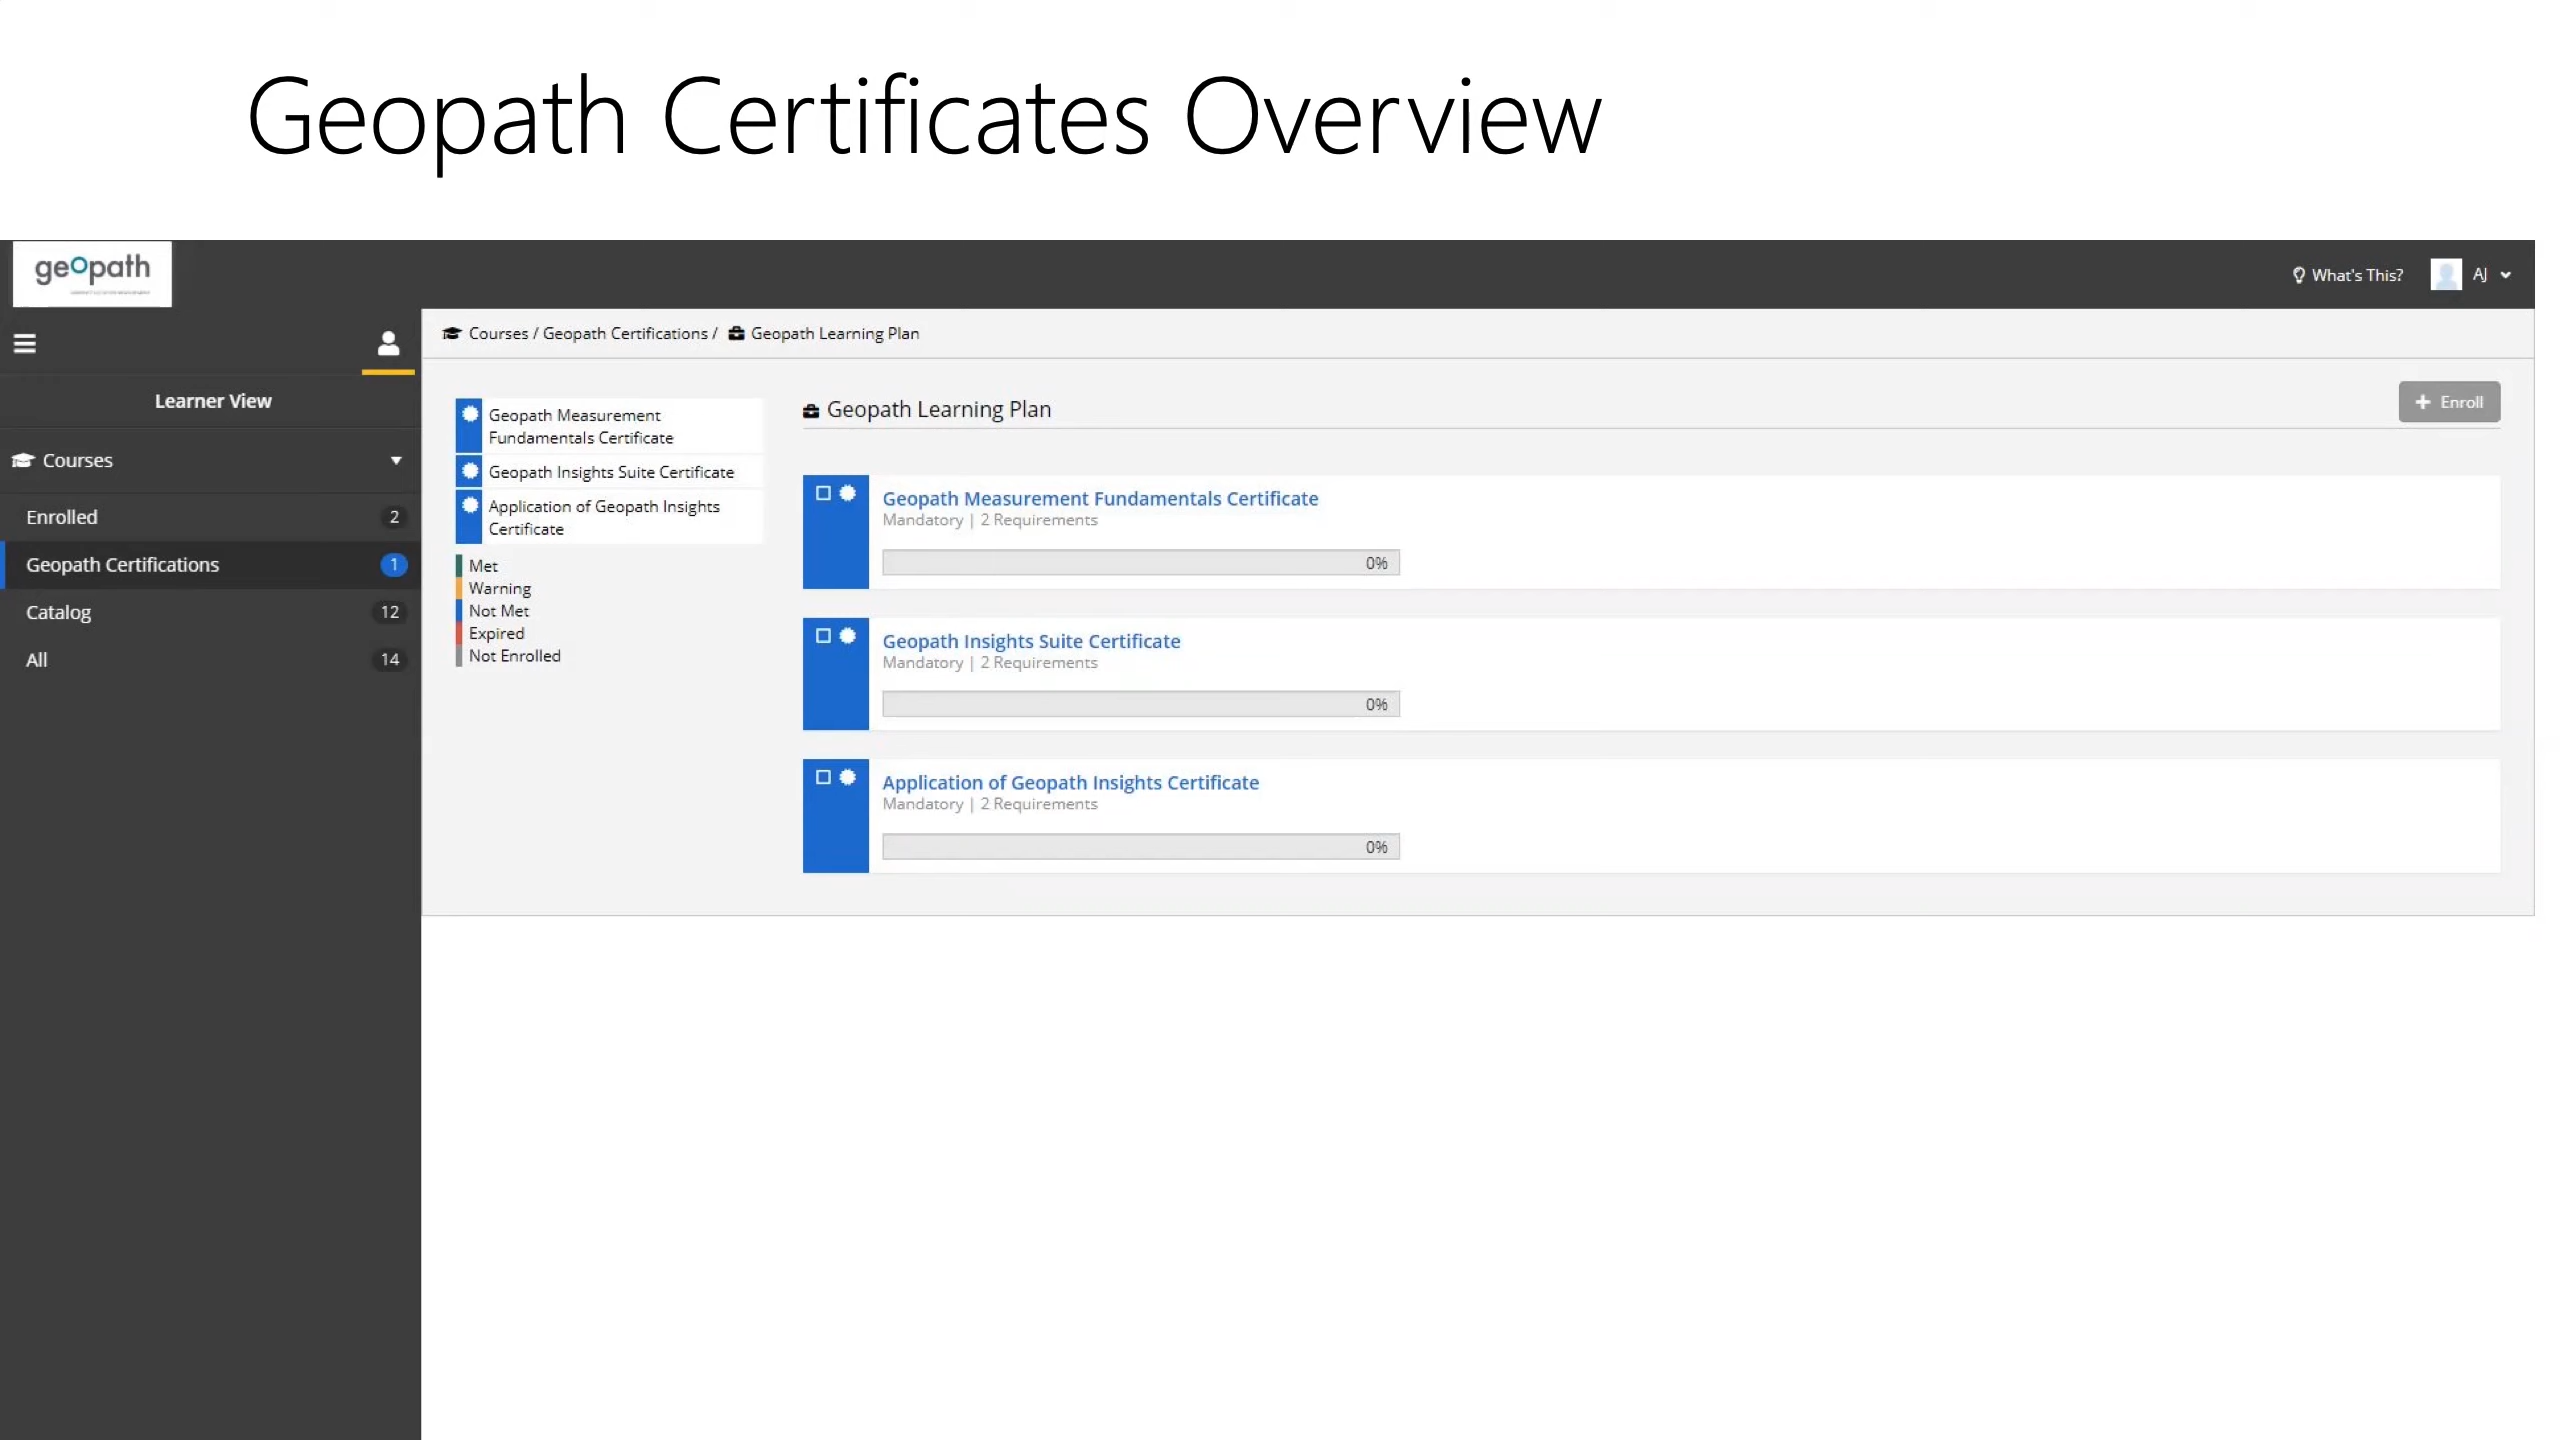 Geopath Certificates Overview
geopath
What's This?
AJ
Courses / Geopath Certifications / Geopath Learning Plan
Learner View
Courses
Enrolled 2
Geopath Certifications 1
Catalog 12
All 14
Geopath Measurement
Fundamentals Certificate
Geopath Insights Suite Certificate
Application of Geopath Insights
Certificate
Met
Warning
Not Met
Expired
Not Enrolled
Geopath Learning Plan
Enroll
Geopath Measurement Fundamentals Certificate
Mandatory | 2 Requirements
0%
Geopath Insights Suite Certificate
Mandatory | 2 Requirements
0%
Application of Geopath Insights Certificate
Mandatory | 2 Requirements
0%